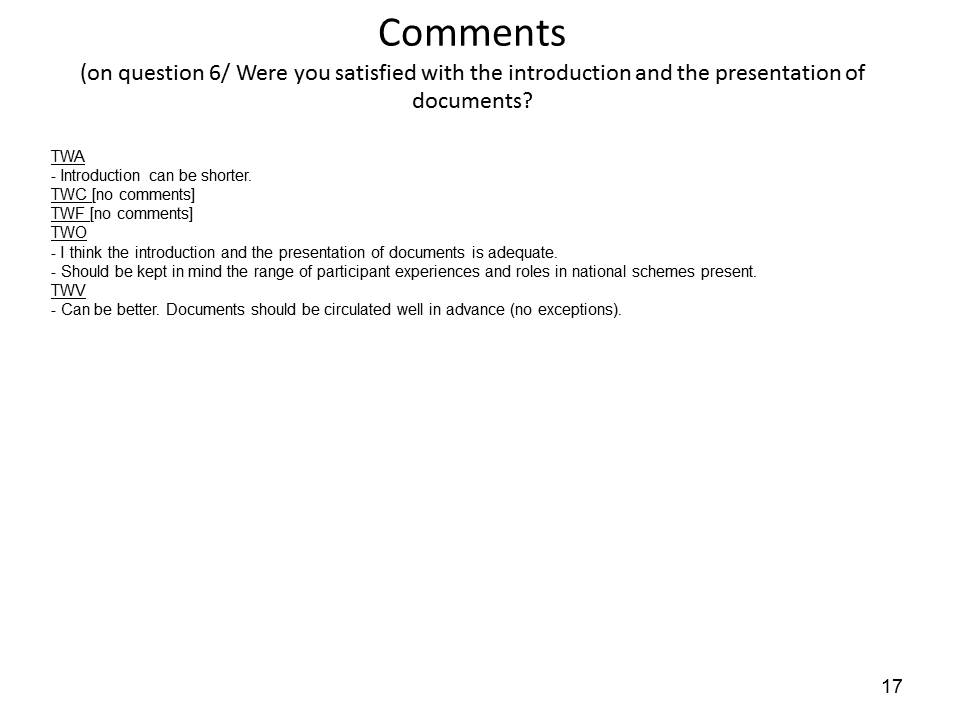 Comments
(on question 6/ Were you satisfied with the introduction and the presentation of
documents?
TWA
- Introduction can be shorter.
TWC [no comments]
TWF [no comments]
TWO
- I think the introduction and the presentation of documents is adequate.
- Should be kept in mind the range of participant experiences and roles in national schemes present.
TWV
- Can be better. Documents should be circulated well in advance (no exceptions).
17